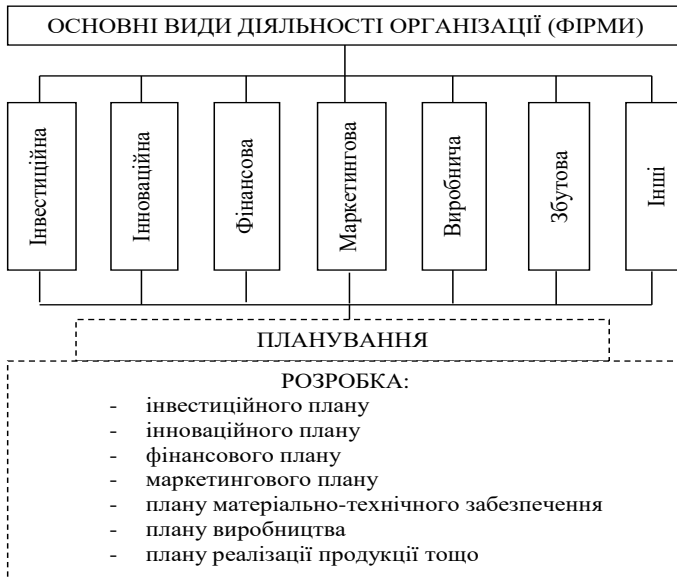 ОСНОВНІ ВИДИ ДІЯЛЬНОСТІ ОРГАНІЗАЦІЇ (ФІРМИ)
Інвестиційна
Інноваційна
Фінансова
Маркетингова
Виробнича
Збутова
Інші
ПЛАНУВАННЯ
РОЗРОБКА:
- інвестиційного плану
- інноваційного плану
- фінансового плану
- маркетингового плану
- плану матеріально-технічного забезпечення
- плану виробництва
- плану реалізації продукції тощо